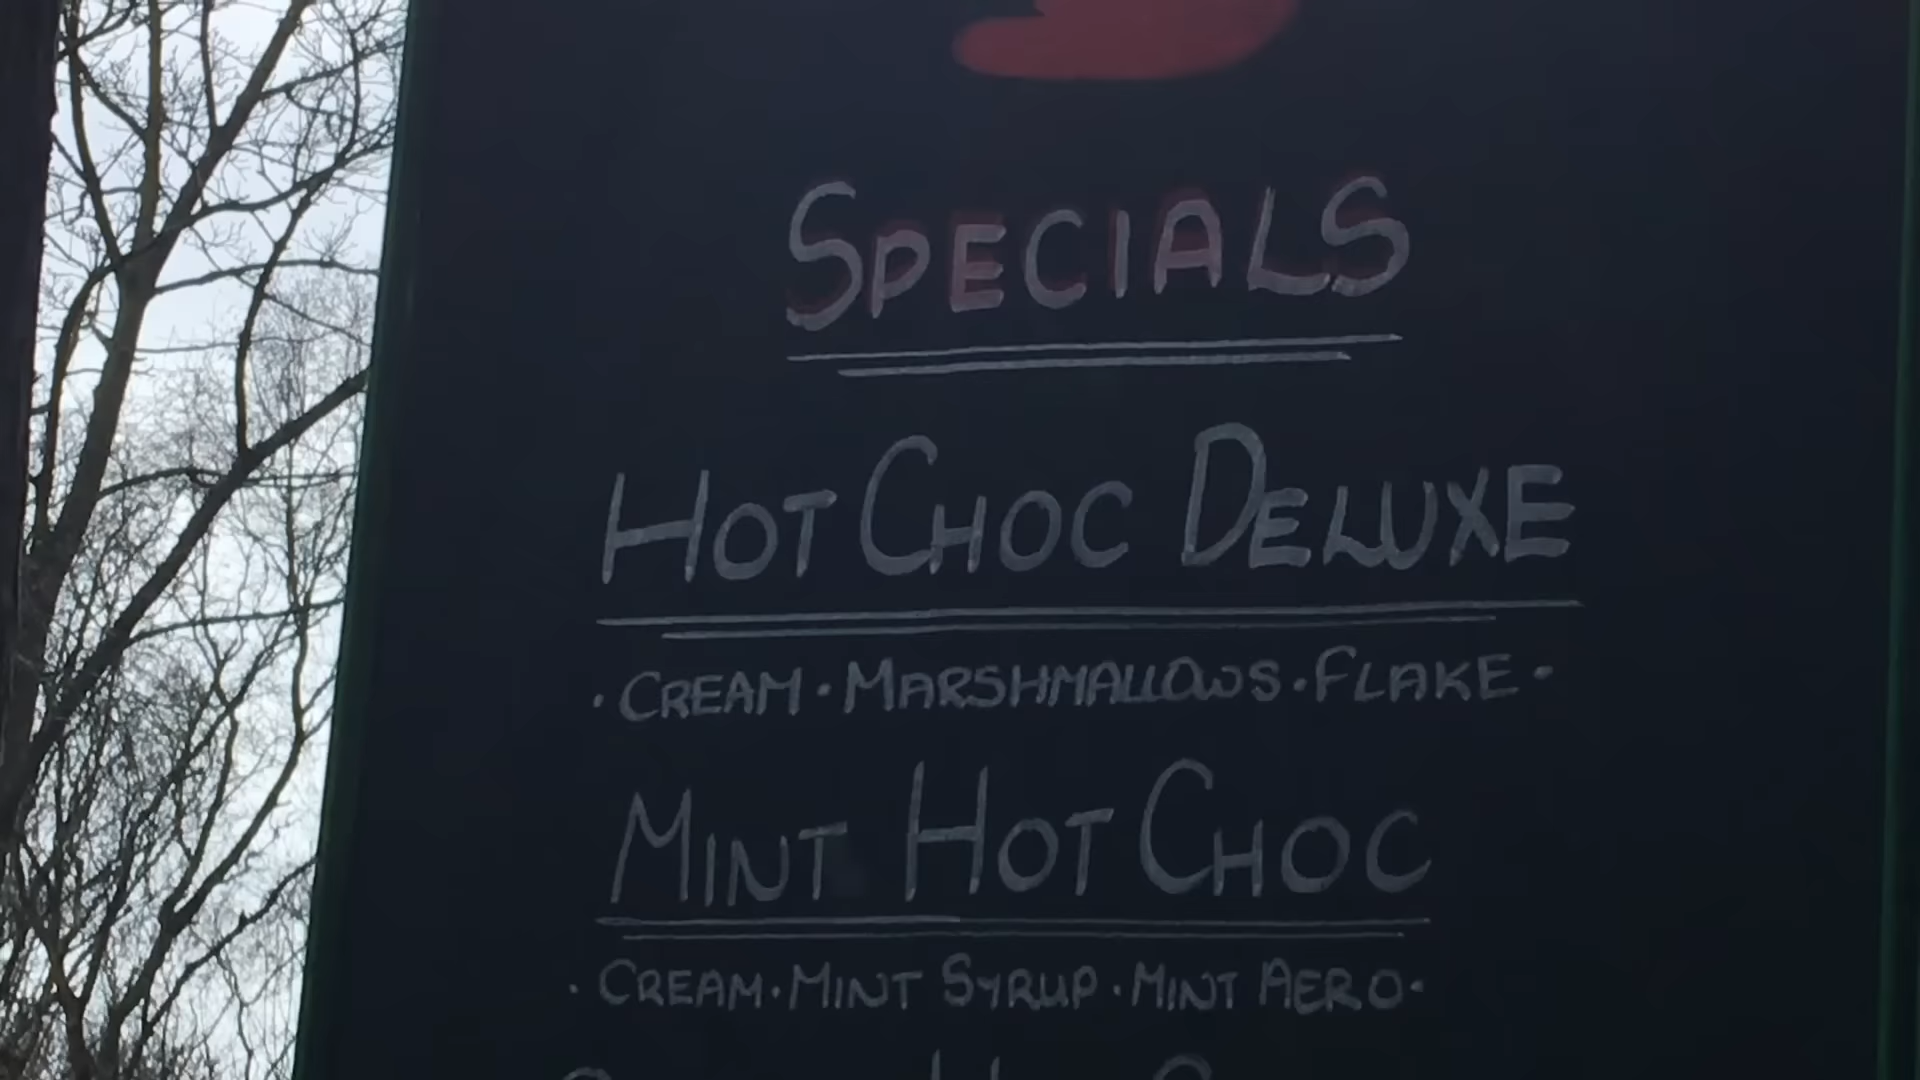 SPECIALS
HOT CHOC DELUXE
· CREAM · MARSHMALLOWS · FLAKE ·
MINT HOT CHOC
· CREAM · MINT SYRUP · MINT AERO ·